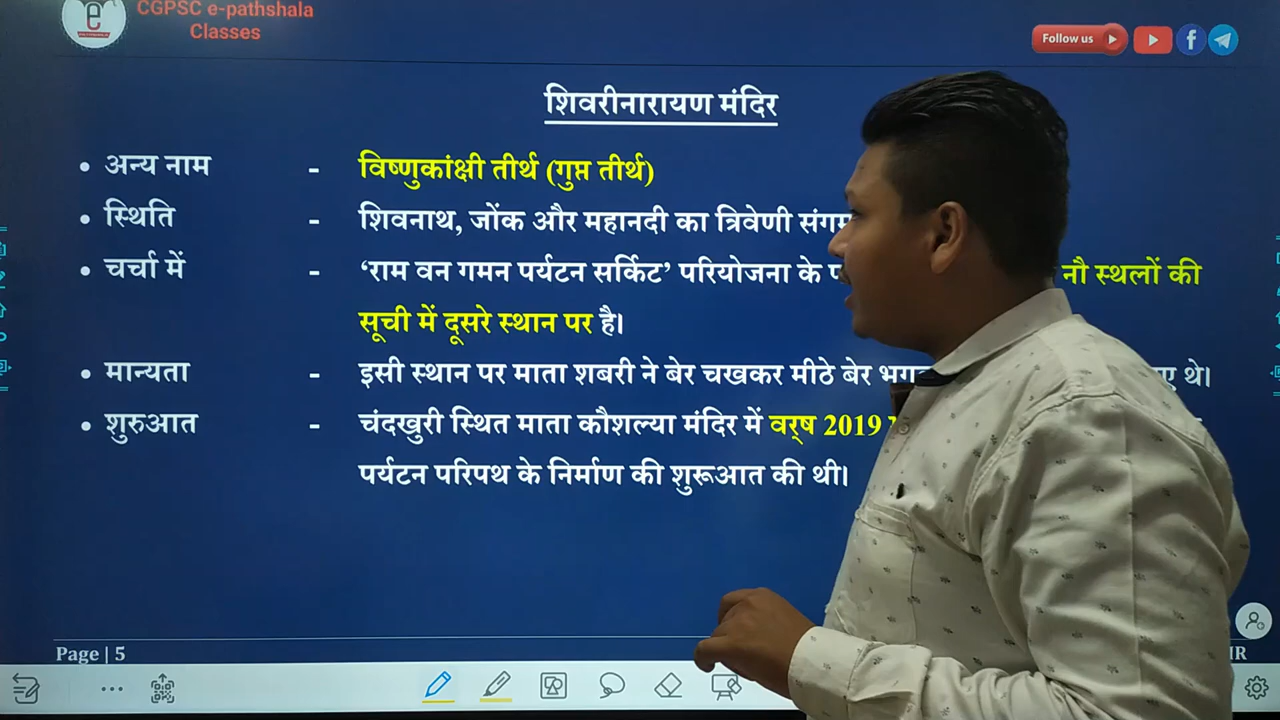 CGPSC e-pathshala
Classes
Follow us
शिवरीनारायण मंदिर
• अन्य नाम - विष्णुकांक्षी तीर्थ (गुप्त तीर्थ)
• स्थिति - शिवनाथ, जोंक और महानदी का त्रिवेणी
• चर्चा में - ‘राम वन गमन पर्यटन सर्किट’ परियोजना के नौ स्थलों की
सूची में दूसरे स्थान पर है।
• मान्यता - इसी स्थान पर माता शबरी ने बेर चखकर मीठे बेर थे।
• शुरुआत - चंदखुरी स्थित माता कौशल्या मंदिर में वर्ष 2019
पर्यटन परिपथ के निर्माण की शुरूआत की थी।
Page | 5